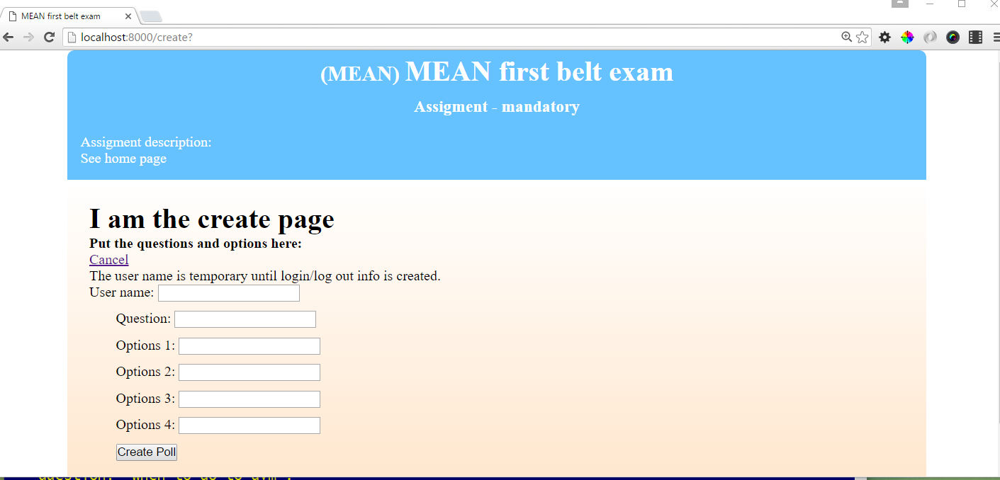 MEAN first belt exam
localhost:8000/create?
(MEAN) MEAN first belt exam
Assigment - mandatory
Assigment description:
See home page
I am the create page
Put the questions and options here:
Cancel
The user name is temporary until login/log out info is created.
User name:
Question:
Options 1:
Options 2:
Options 3:
Options 4:
Create Poll